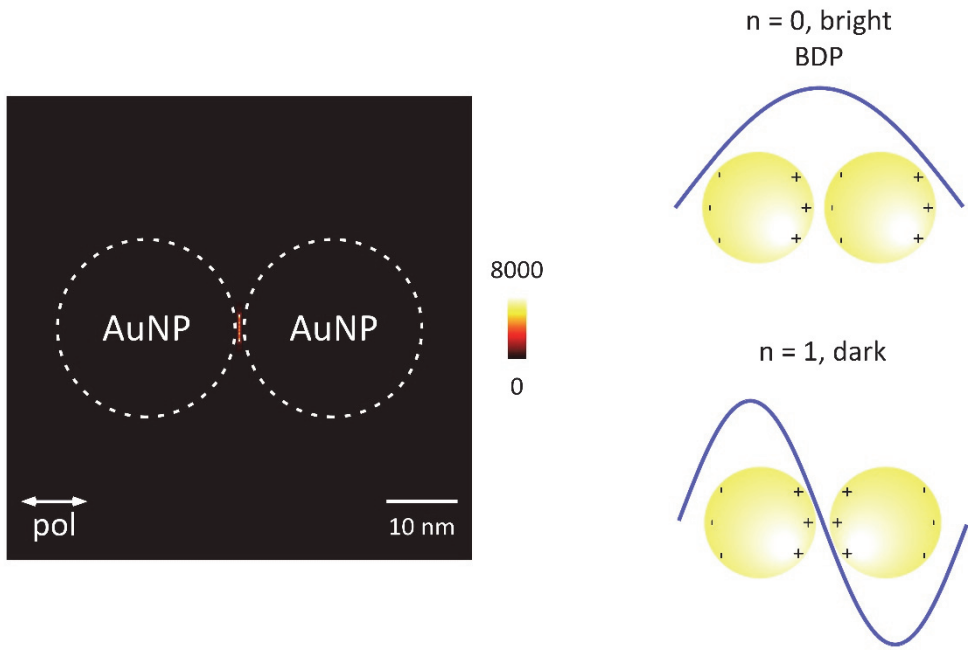 AuNP
AuNP
pol
10 nm
8000
0
n = 0, bright
BDP
- + - +
- + - +
- + - +
n = 1, dark
- + + -
- + + -
- + + -